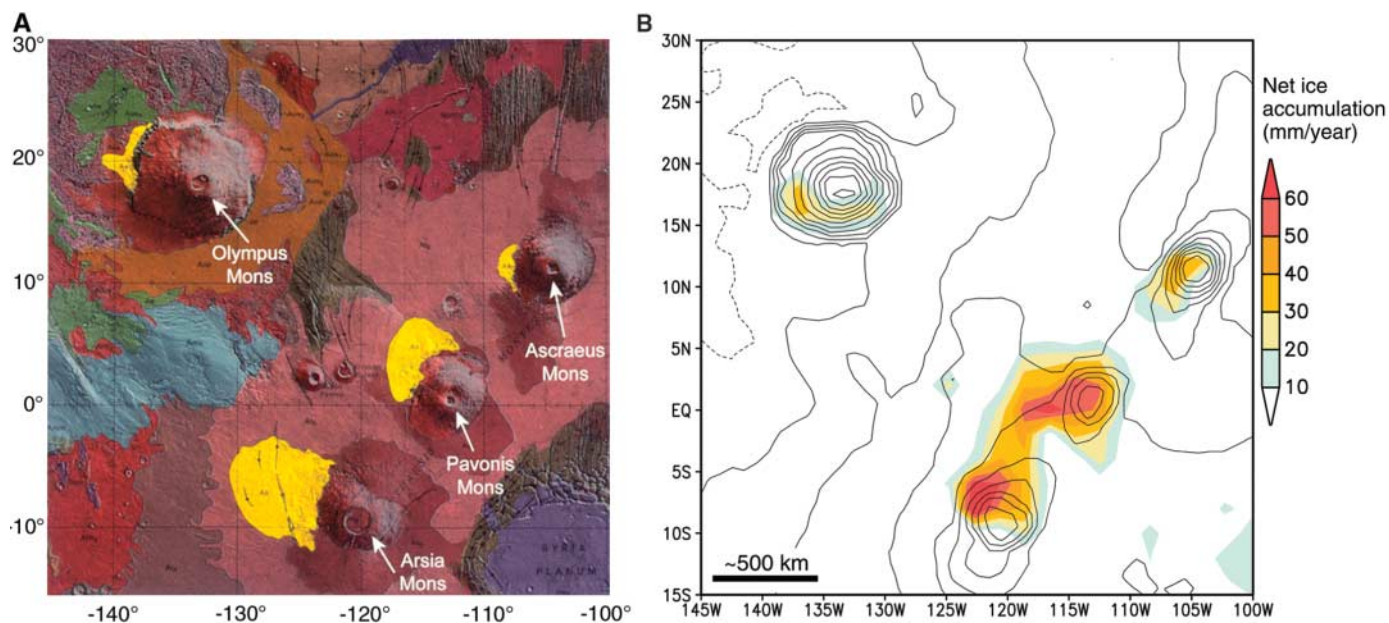 A
30°
20°
10°
0°
-10°
-140
-130
-120
-110
-100
Olympus
Mons
Ascraeus
Mons
Pavonis
Mons
Arsia
Mons
SYRIA
PLANUM
B
30N
25N
20N
15N
10N
5N
EQ
5S
10S
15S
145W
140W
135W
130W
125W
120W
115W
110W
105W
100W
~500 km
Net ice
accumulation
(mm/year)
60
50
40
30
20
10